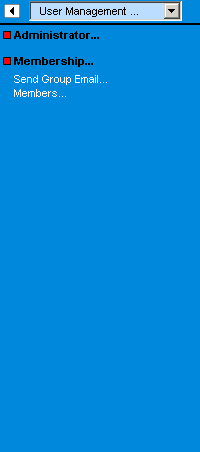 User Management ...
Administrator...
Membership...
Send Group Email...
Members...